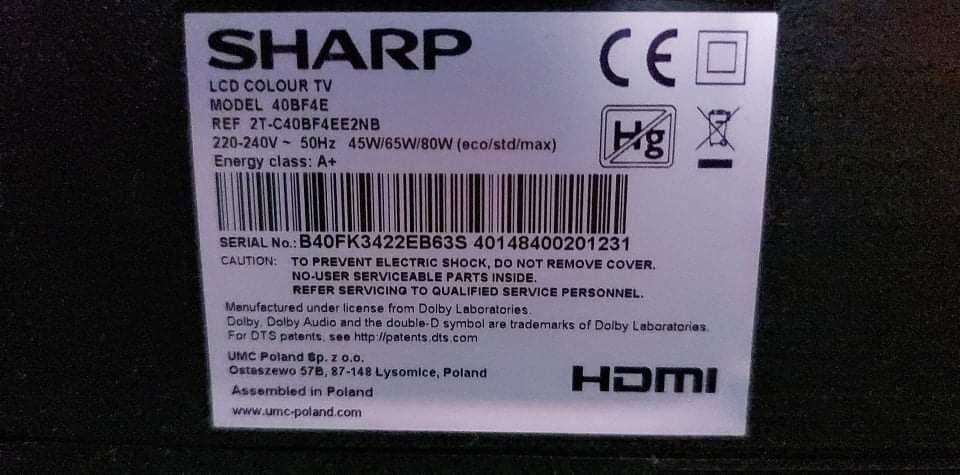 SHARP
LCD COLOUR TV
MODEL 40BF4E
REF 2T-C40BF4EE2NB
220-240V ~ 50Hz 45W/65W/80W (eco/std/max)
Energy class: A+
CE
Hg
SERIAL No.: B40FK3422EB63S 40148400201231
CAUTION: TO PREVENT ELECTRIC SHOCK, DO NOT REMOVE COVER.
NO-USER SERVICEABLE PARTS INSIDE.
REFER SERVICING TO QUALIFIED SERVICE PERSONNEL.
Manufactured under license from Dolby Laboratories.
Dolby, Dolby Audio and the double-D symbol are trademarks of Dolby Laboratories.
For DTS patents, see http://patents.dts.com
UMC Poland Sp. z o.o.
Ostaszewo 57B, 87-148 Lysomice, Poland
Assembled in Poland
www.umc-poland.com
HDMI